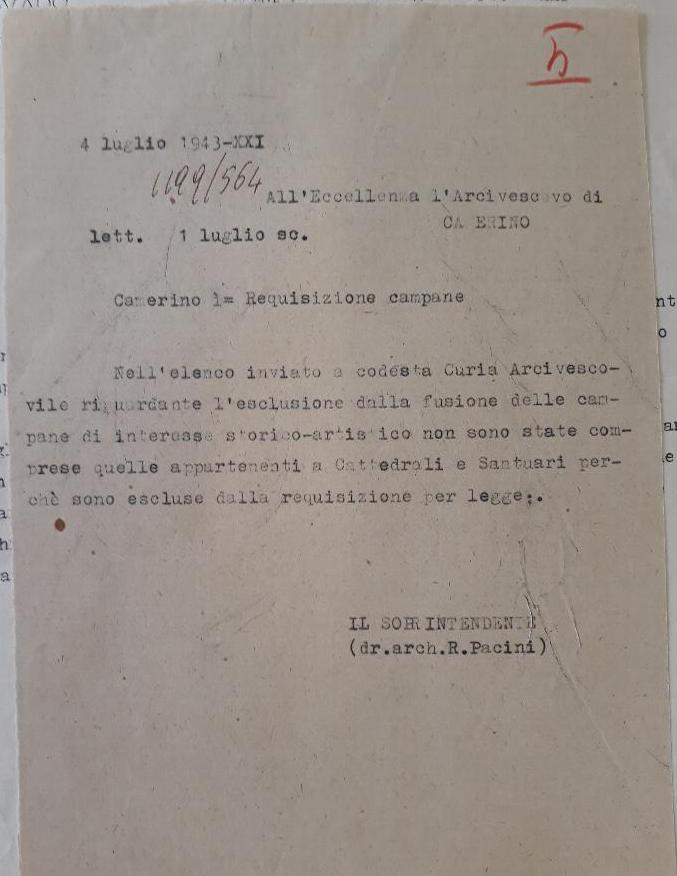 h
4 luglio 1943-XXI
1199/564
All'Eccellenza l'Arcivescovo di
CA ERINO
lett. 1 luglio sc.
Camerino 1= Requisizione campane
Nell'elenco inviato a codesta Curia Arcivesco-
vile riguardante l'esclusione dalla fusione delle cam-
pane di interesse storico-artistico non sono state com-
prese quelle appartenenti a Cattedrali e Santuari per-
chè sono escluse dalla requisizione per legge;.
IL SOPRINTENDENTE
(dr.arch.R.Pacini)